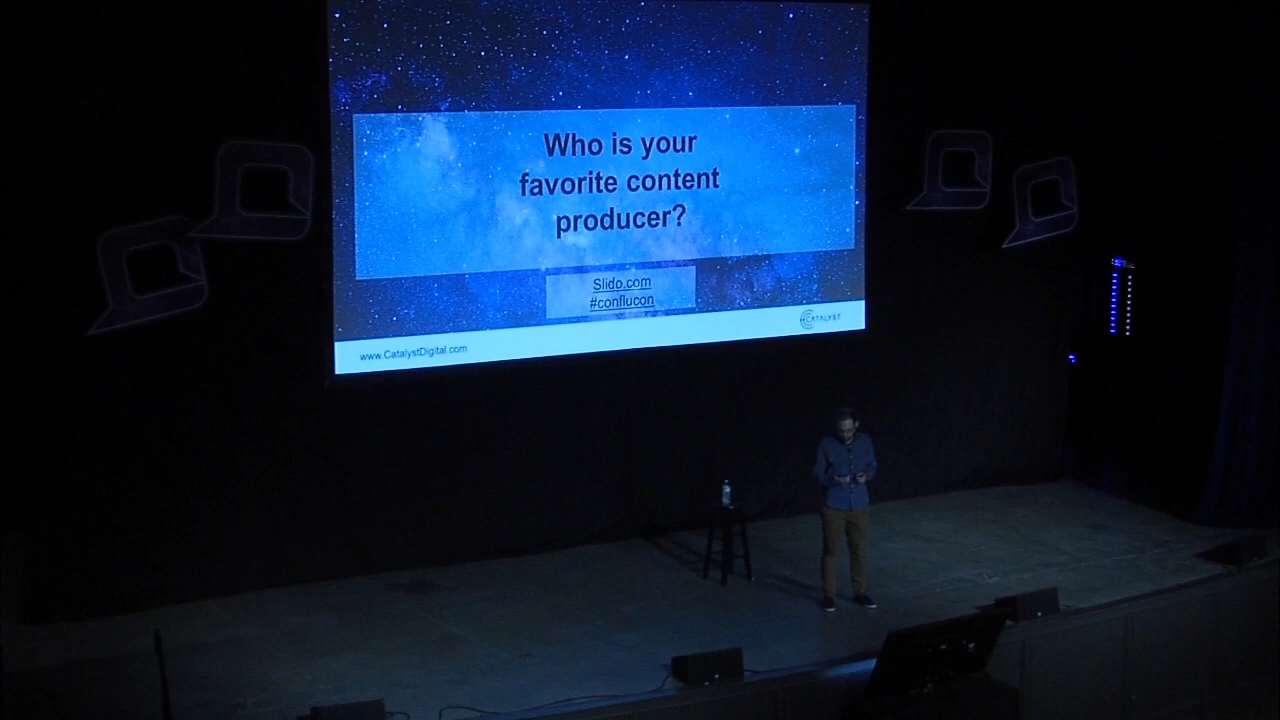 Who is your
favorite content
producer?
Slido.com
#conflucon
www.CatalystDigital.com
CATALYST